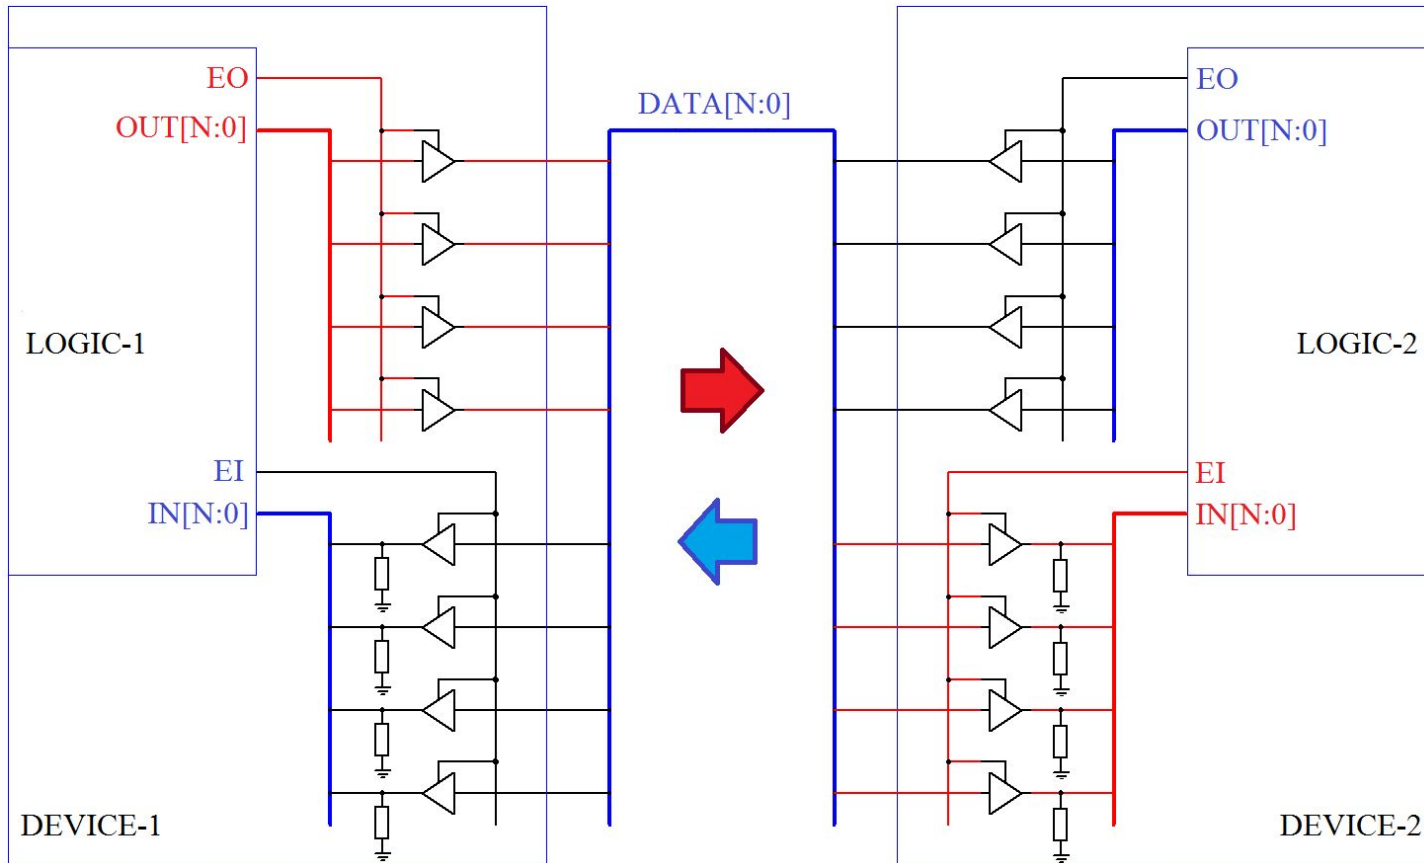 EO
OUT[N:0]
LOGIC-1
EI
IN[N:0]
DEVICE-1
DATA[N:0]
EO
OUT[N:0]
LOGIC-2
EI
IN[N:0]
DEVICE-2